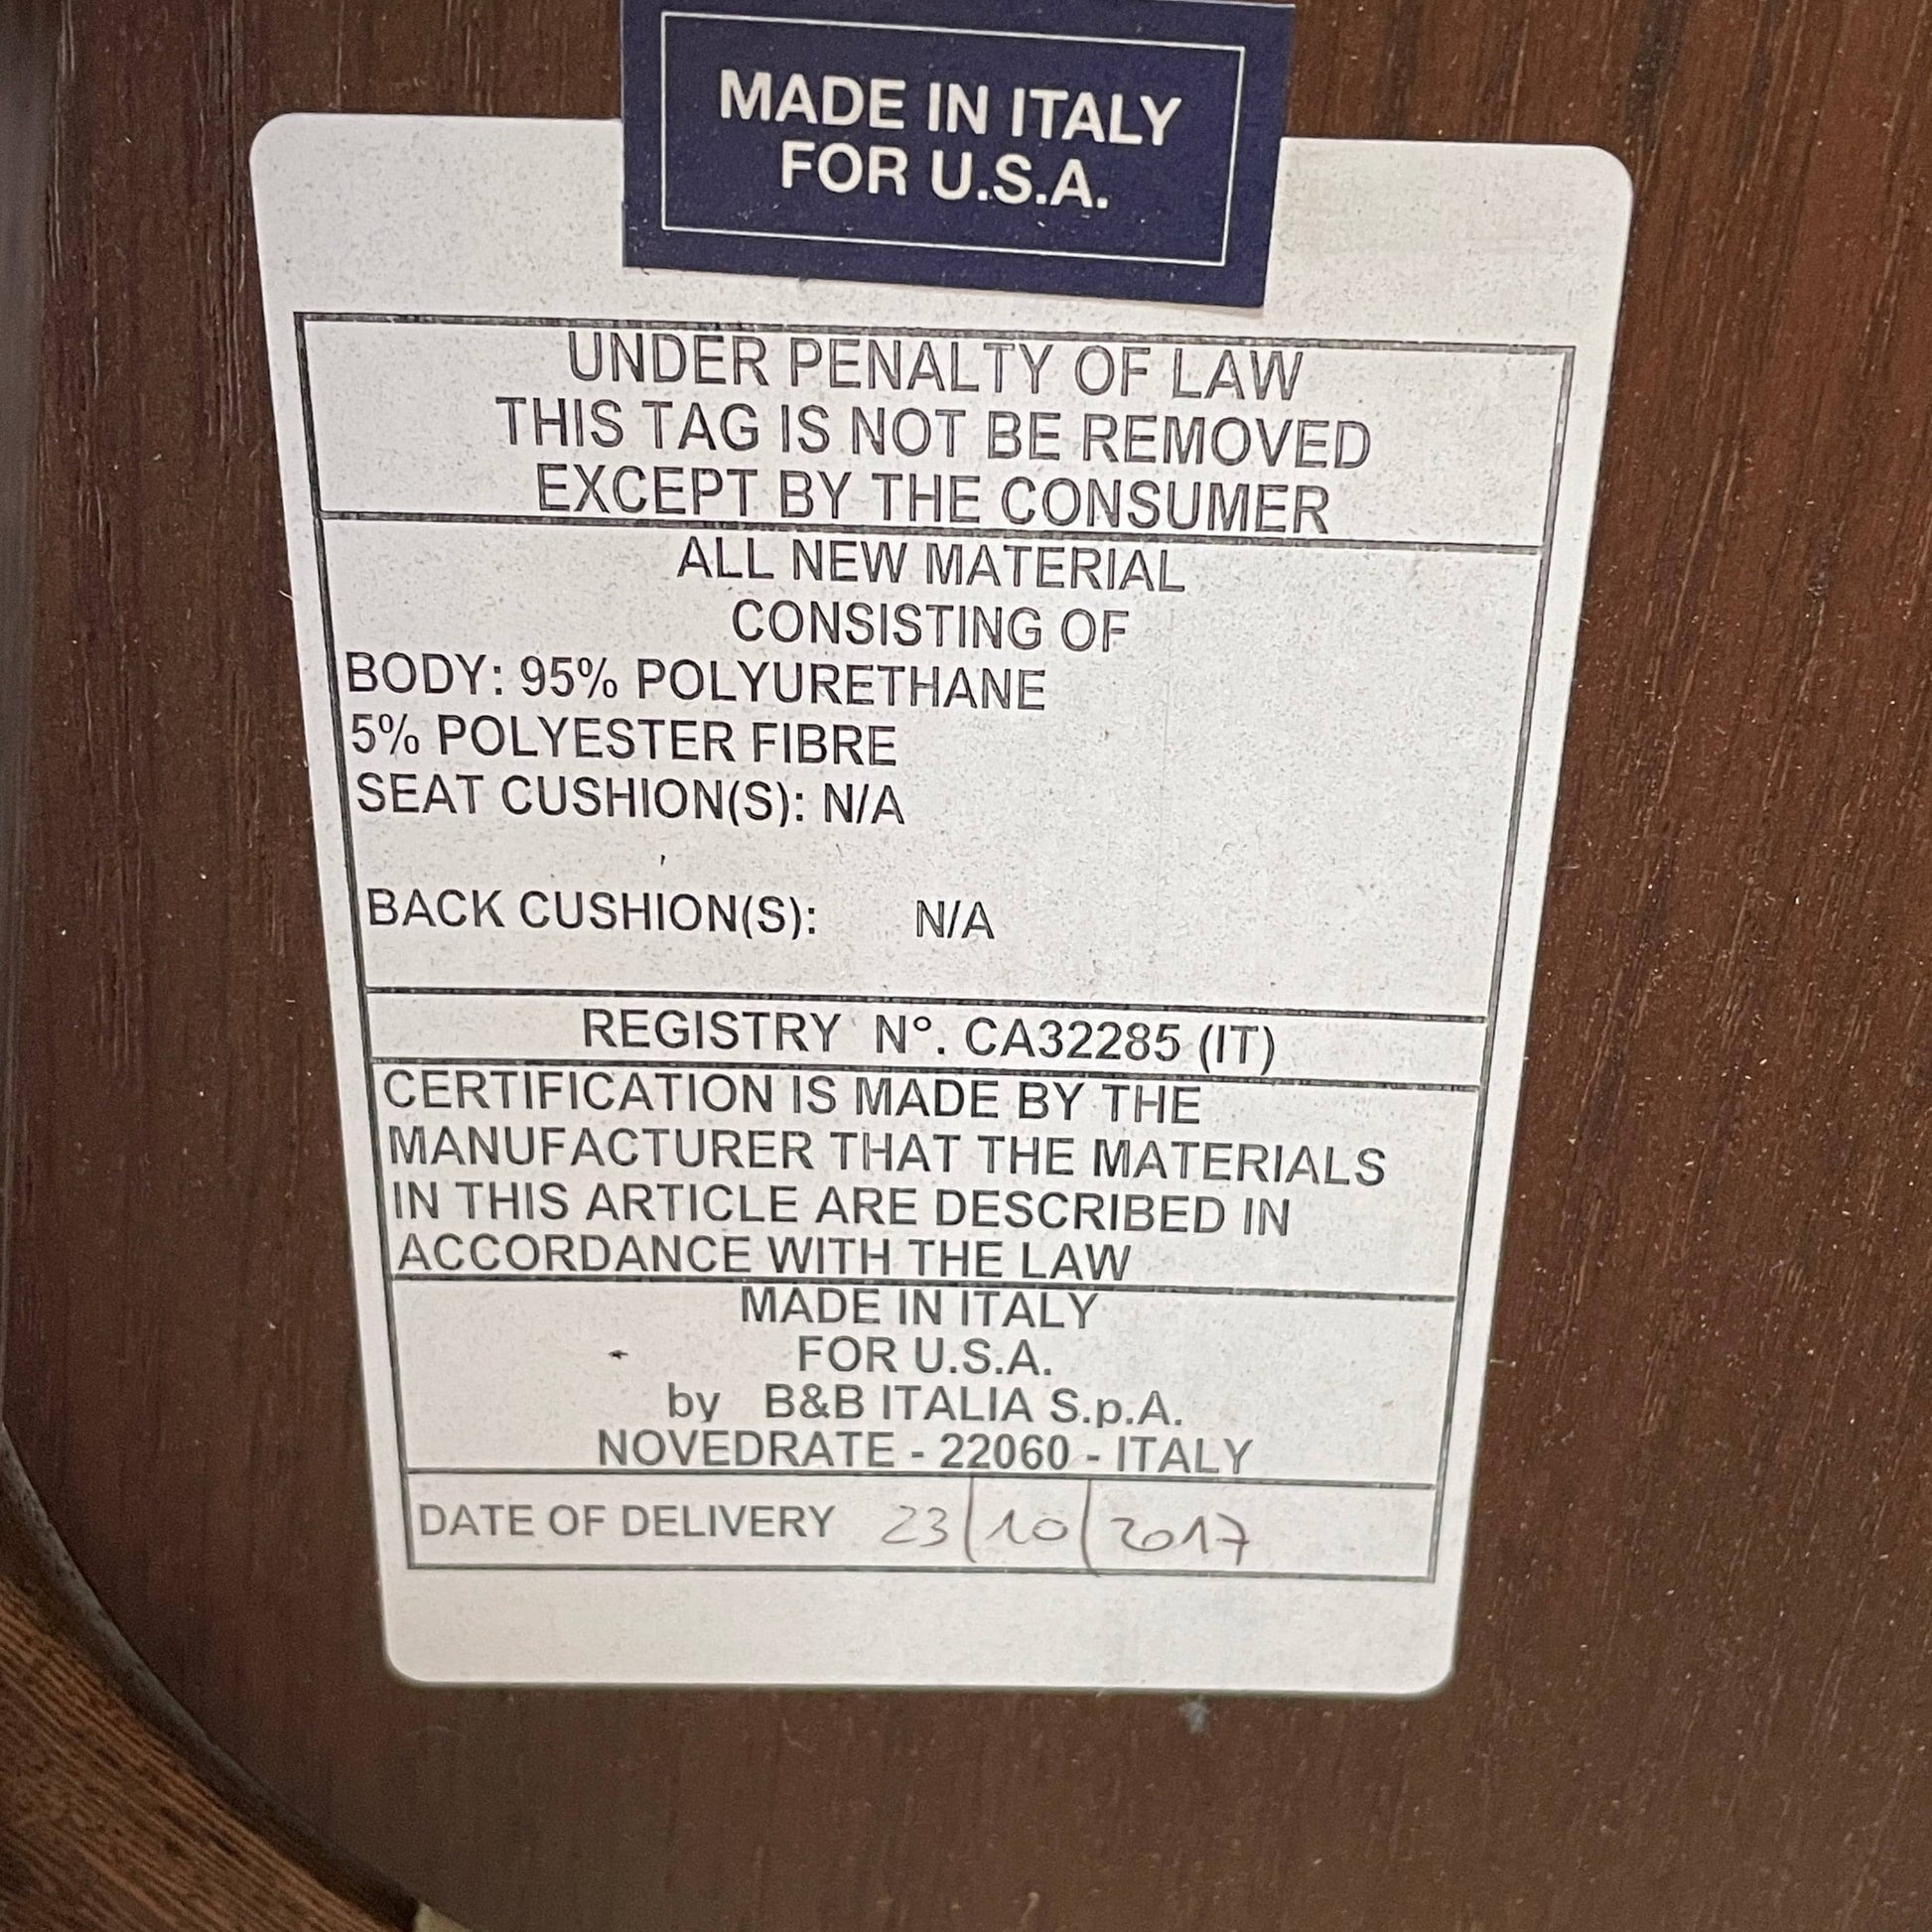 MADE IN ITALY
FOR U.S.A.
UNDER PENALTY OF LAW
THIS TAG IS NOT BE REMOVED
EXCEPT BY THE CONSUMER
ALL NEW MATERIAL
CONSISTING OF
BODY: 95% POLYURETHANE
5% POLYESTER FIBRE
SEAT CUSHION(S): N/A
BACK CUSHION(S): N/A
REGISTRY N°. CA32285 (IT)
CERTIFICATION IS MADE BY THE
MANUFACTURER THAT THE MATERIALS
IN THIS ARTICLE ARE DESCRIBED IN
ACCORDANCE WITH THE LAW
MADE IN ITALY
FOR U.S.A.
by B&B ITALIA S.p.A.
NOVEDRATE - 22060 - ITALY
DATE OF DELIVERY 23/10/2017